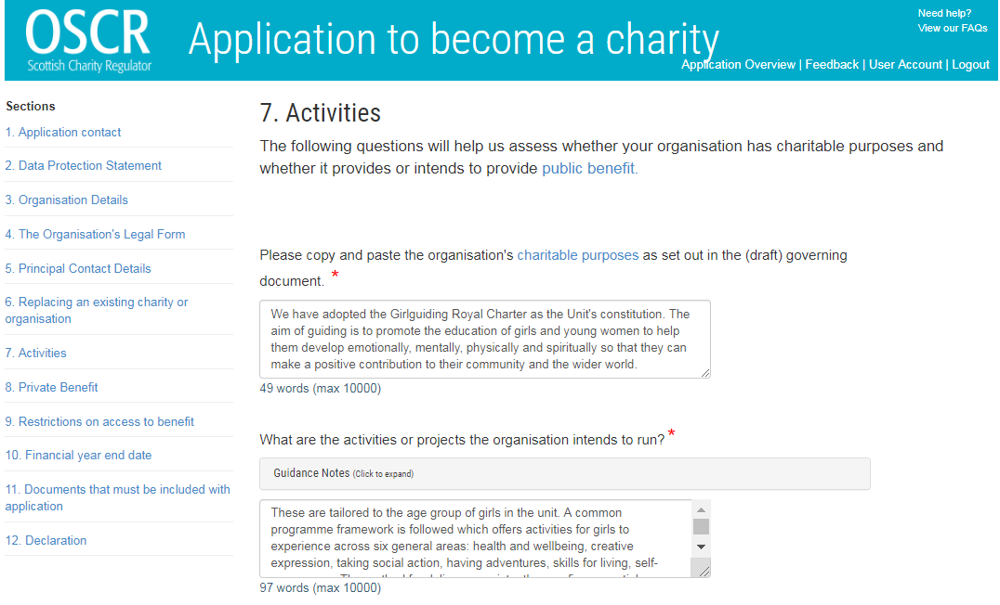 OSCR
Scottish Charity Regulator
Application to become a charity
Need help?
View our FAQs
Application Overview | Feedback | User Account | Logout
Sections
1. Application contact
2. Data Protection Statement
3. Organisation Details
4. The Organisation's Legal Form
5. Principal Contact Details
6. Replacing an existing charity or
organisation
7. Activities
8. Private Benefit
9. Restrictions on access to benefit
10. Financial year end date
11. Documents that must be included with
application
12. Declaration
7. Activities
The following questions will help us assess whether your organisation has charitable purposes and
whether it provides or intends to provide public benefit.
Please copy and paste the organisation's charitable purposes as set out in the (draft) governing
document. *
We have adopted the Girlguiding Royal Charter as the Unit's constitution. The
aim of guiding is to promote the education of girls and young women to help
them develop emotionally, mentally, physically and spiritually so that they can
make a positive contribution to their community and the wider world.
49 words (max 10000)
What are the activities or projects the organisation intends to run? *
Guidance Notes (Click to expand)
These are tailored to the age group of girls in the unit. A common
programme framework is followed which offers activities for girls to
experience across six general areas: health and wellbeing, creative
expression, taking social action, having adventures, skills for living, self-
97 words (max 10000)